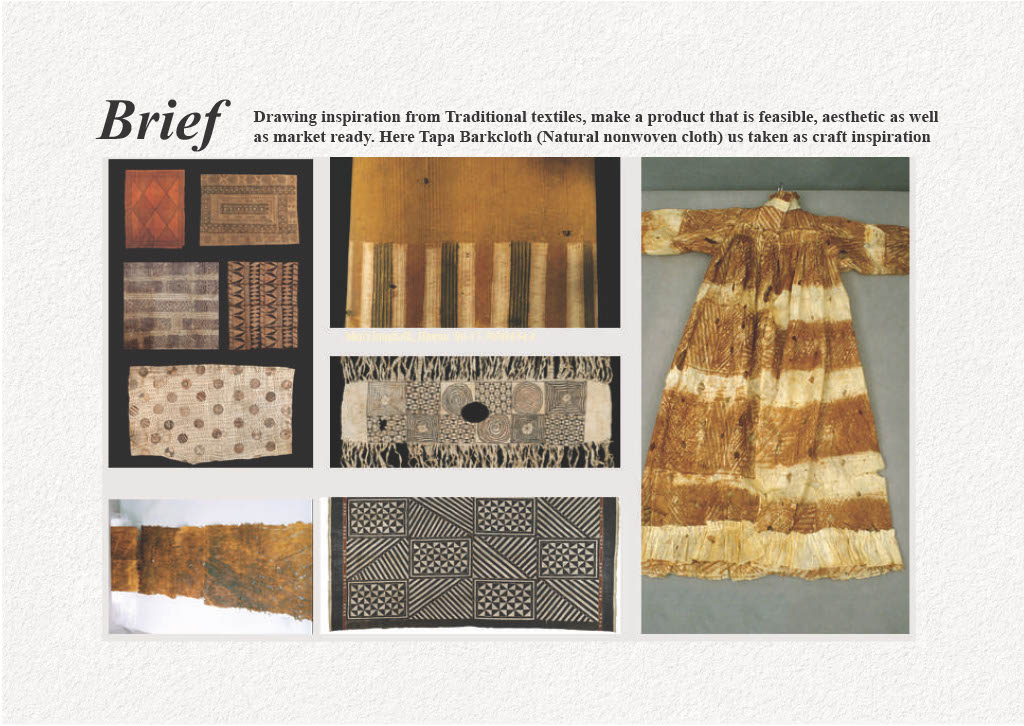 Brief
Drawing inspiration from Traditional textiles, make a product that is feasible, aesthetic as well
as market ready. Here Tapa Barkcloth (Natural nonwoven cloth) us taken as craft inspiration